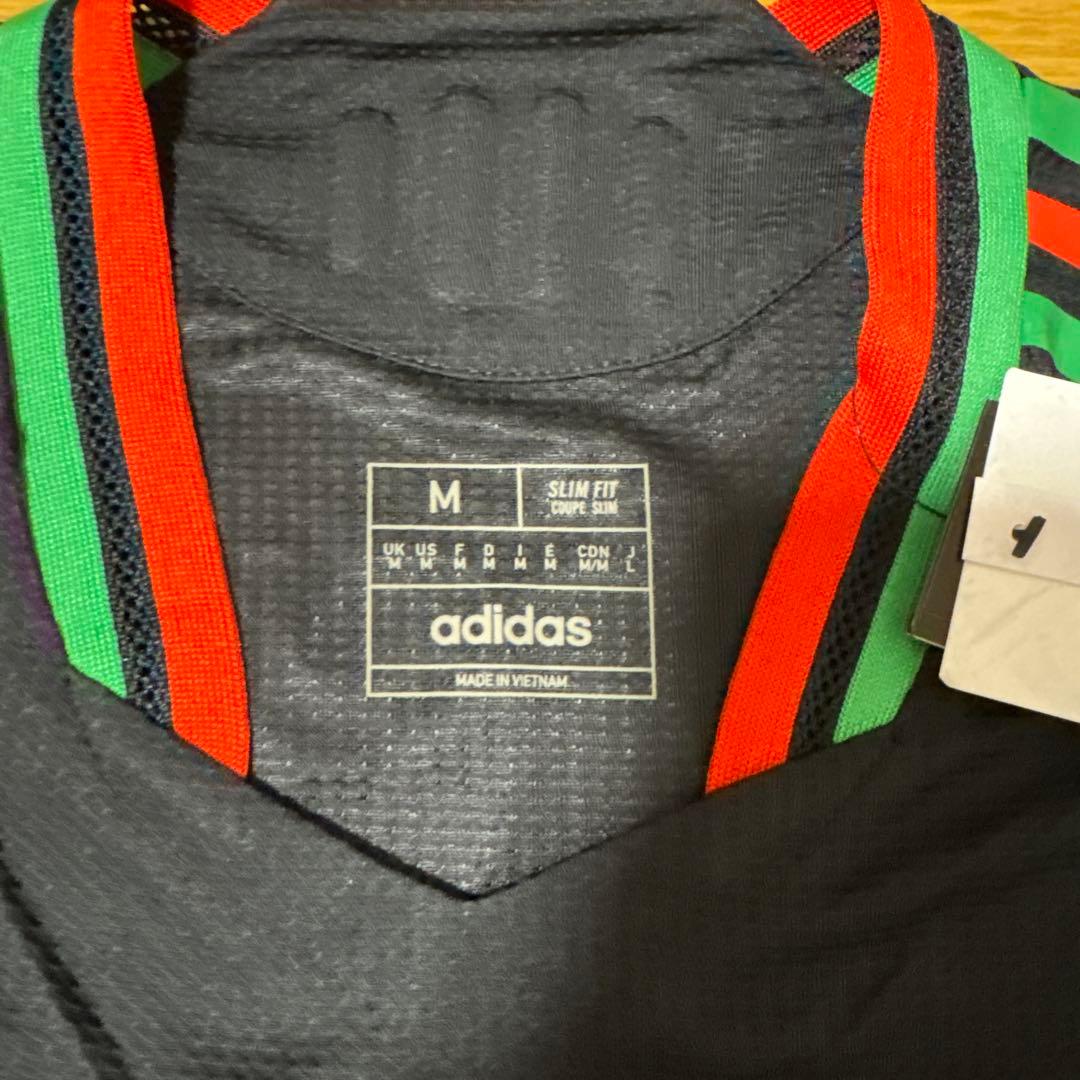 M
SLIM FIT
COUPE SLIM
UK US F D I E CDN J
M M M M M M M/M L
adidas
MADE IN VIETNAM